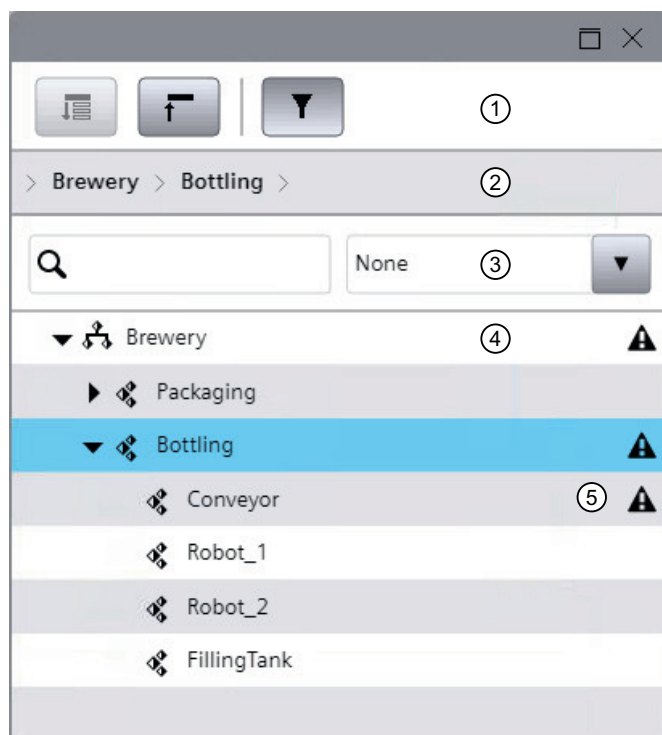 ①
> Brewery > Bottling > ②
None ③
Brewery ④
Packaging
Bottling
Conveyor ⑤
Robot_1
Robot_2
FillingTank